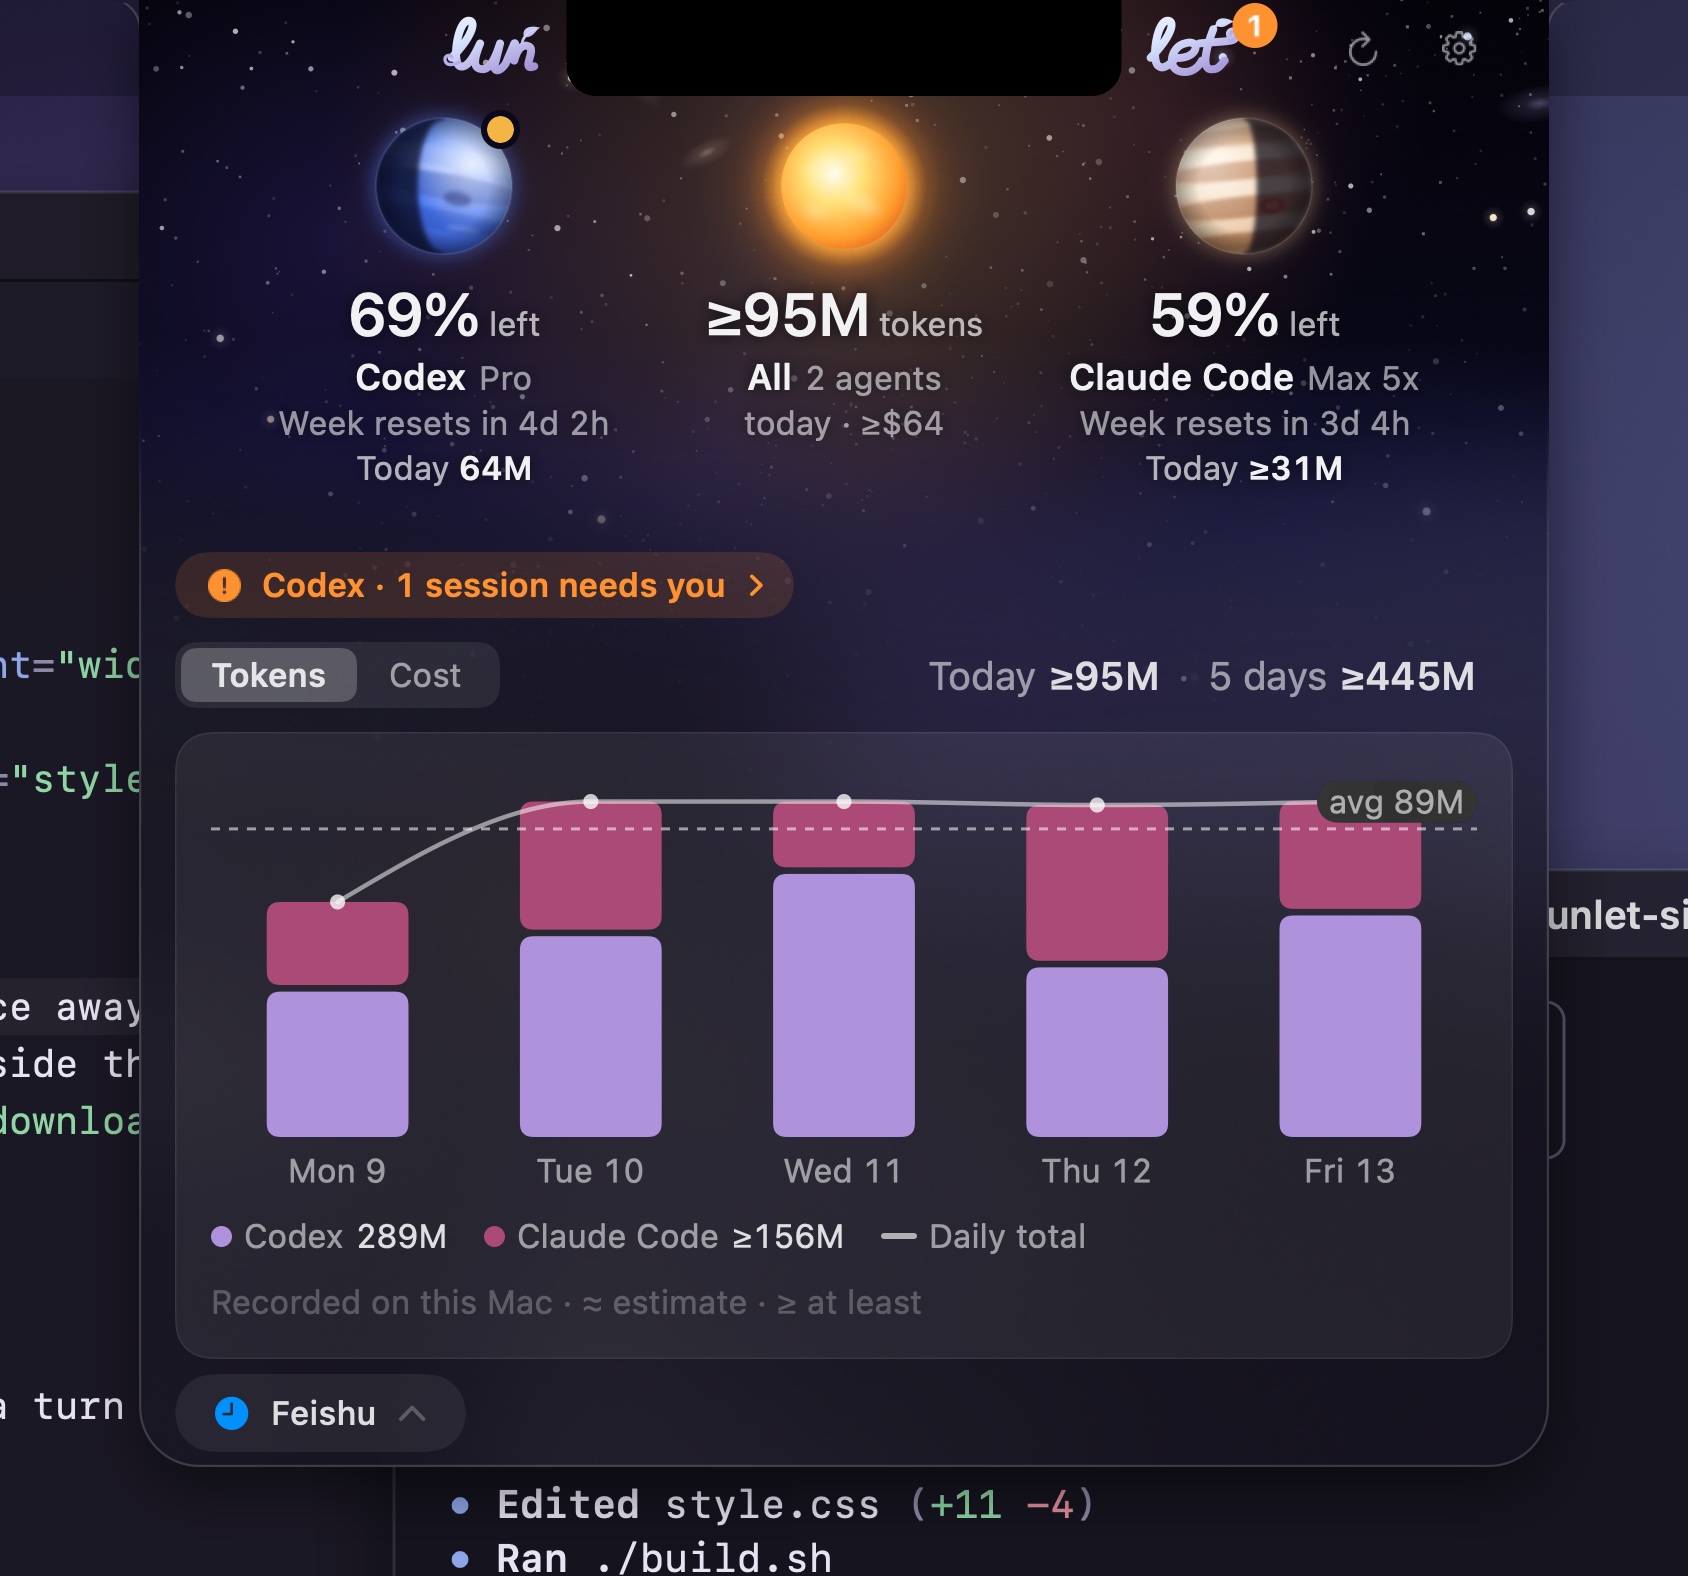 lun let 1
69% left
Codex Pro
Week resets in 4d 2h
Today 64M
≥95M tokens
All 2 agents
today · ≥$64
59% left
Claude Code Max 5x
Week resets in 3d 4h
Today ≥31M
Codex · 1 session needs you
Tokens Cost
Today ≥95M · 5 days ≥445M
avg 89M
Mon 9 Tue 10 Wed 11 Thu 12 Fri 13
Codex 289M Claude Code ≥156M Daily total
Recorded on this Mac · ≈ estimate · ≥ at least
Feishu
nt="wid
="style
ce away
side th
downloa
a turn
unlet-si
Edited style.css (+11 −4)
Ran ./build.sh